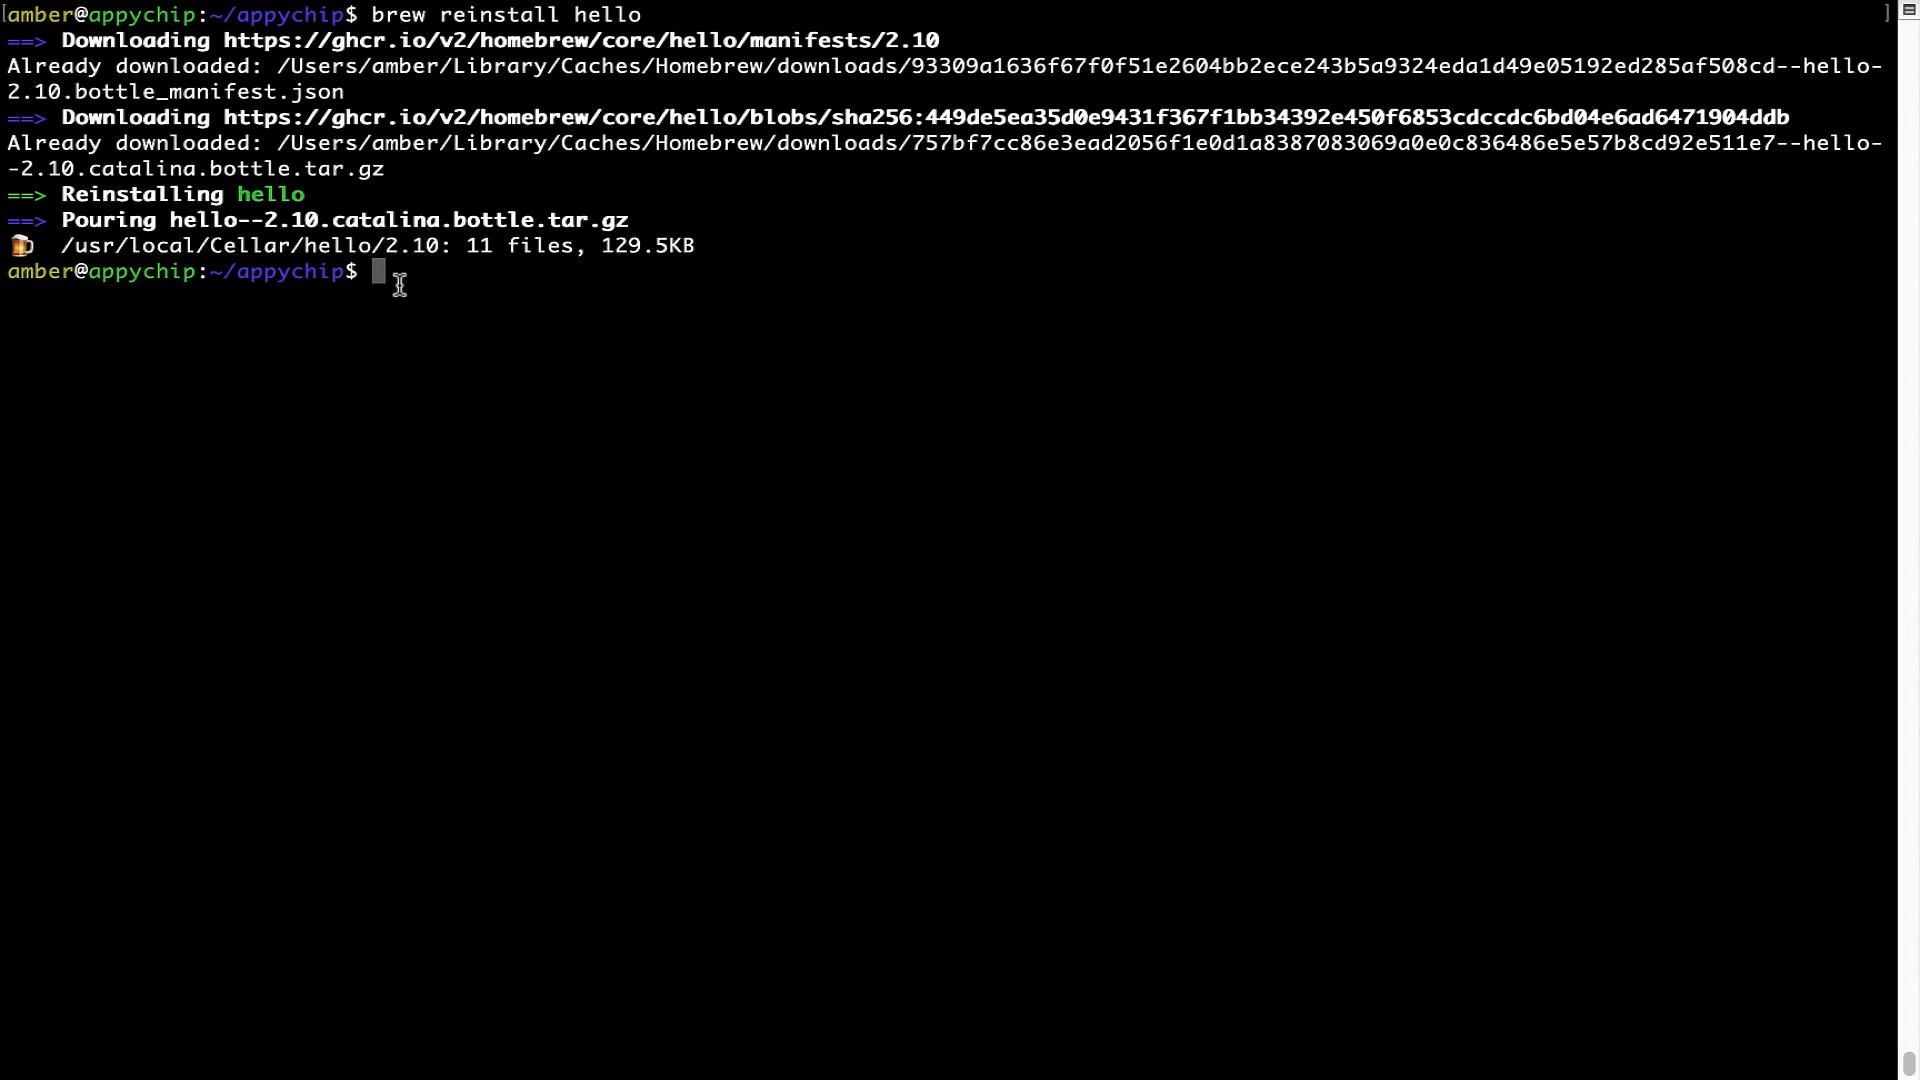 amber@appychip:~/appychip$ brew reinstall hello
==> Downloading https://ghcr.io/v2/homebrew/core/hello/manifests/2.10
Already downloaded: /Users/amber/Library/Caches/Homebrew/downloads/93309a1636f67f0f51e2604bb2ece243b5a9324eda1d49e05192ed285af508cd--hello-
2.10.bottle_manifest.json
==> Downloading https://ghcr.io/v2/homebrew/core/hello/blobs/sha256:449de5ea35d0e9431f367f1bb34392e450f6853cdccdc6bd04e6ad6471904ddb
Already downloaded: /Users/amber/Library/Caches/Homebrew/downloads/757bf7cc86e3ead2056f1e0d1a8387083069a0e0c836486e5e57b8cd92e511e7--hello-
-2.10.catalina.bottle.tar.gz
==> Reinstalling hello
==> Pouring hello--2.10.catalina.bottle.tar.gz
🍺 /usr/local/Cellar/hello/2.10: 11 files, 129.5KB
amber@appychip:~/appychip$